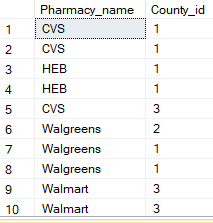 Pharmacy_name County_id
1 CVS 1
2 CVS 1
3 HEB 1
4 HEB 1
5 CVS 3
6 Walgreens 2
7 Walgreens 1
8 Walgreens 1
9 Walmart 3
10 Walmart 3